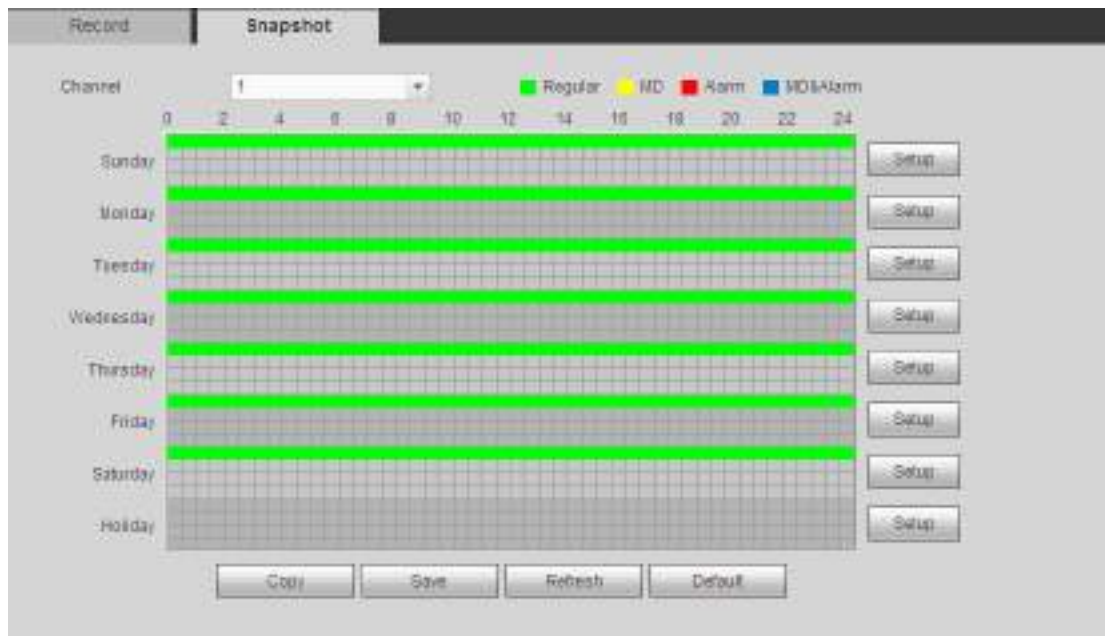 Record Snapshot
Channel 1 Regular MD Alarm MD&Alarm
0 2 4 6 8 10 12 14 16 18 20 22 24
Sunday Setup
Monday Setup
Tuesday Setup
Wednesday Setup
Thursday Setup
Friday Setup
Saturday Setup
Holiday Setup
Copy Save Refresh Default